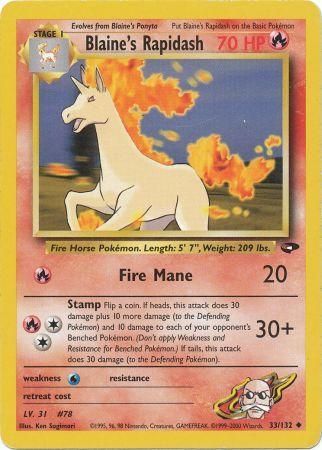 Evolves from Blaine's Ponyta Put Blaine's Rapidash on the Basic Pokémon
STAGE 1
Blaine's Rapidash 70 HP
Fire Horse Pokémon. Length: 5' 7", Weight: 209 lbs.
Fire Mane 20
Stamp Flip a coin. If heads, this attack does 30
damage plus 10 more damage (to the Defending
Pokémon) and 10 damage to each of your opponent's
Benched Pokémon. (Don't apply Weakness and
Resistance for Benched Pokémon.) If tails, this attack
does 30 damage (to the Defending Pokémon).
30+
weakness resistance
retreat cost
LV. 31 #78
Illus. Ken Sugimori
©1995, 96, 98 Nintendo, Creatures, GAMEFREAK. ©1999-2000 Wizards.
33/132